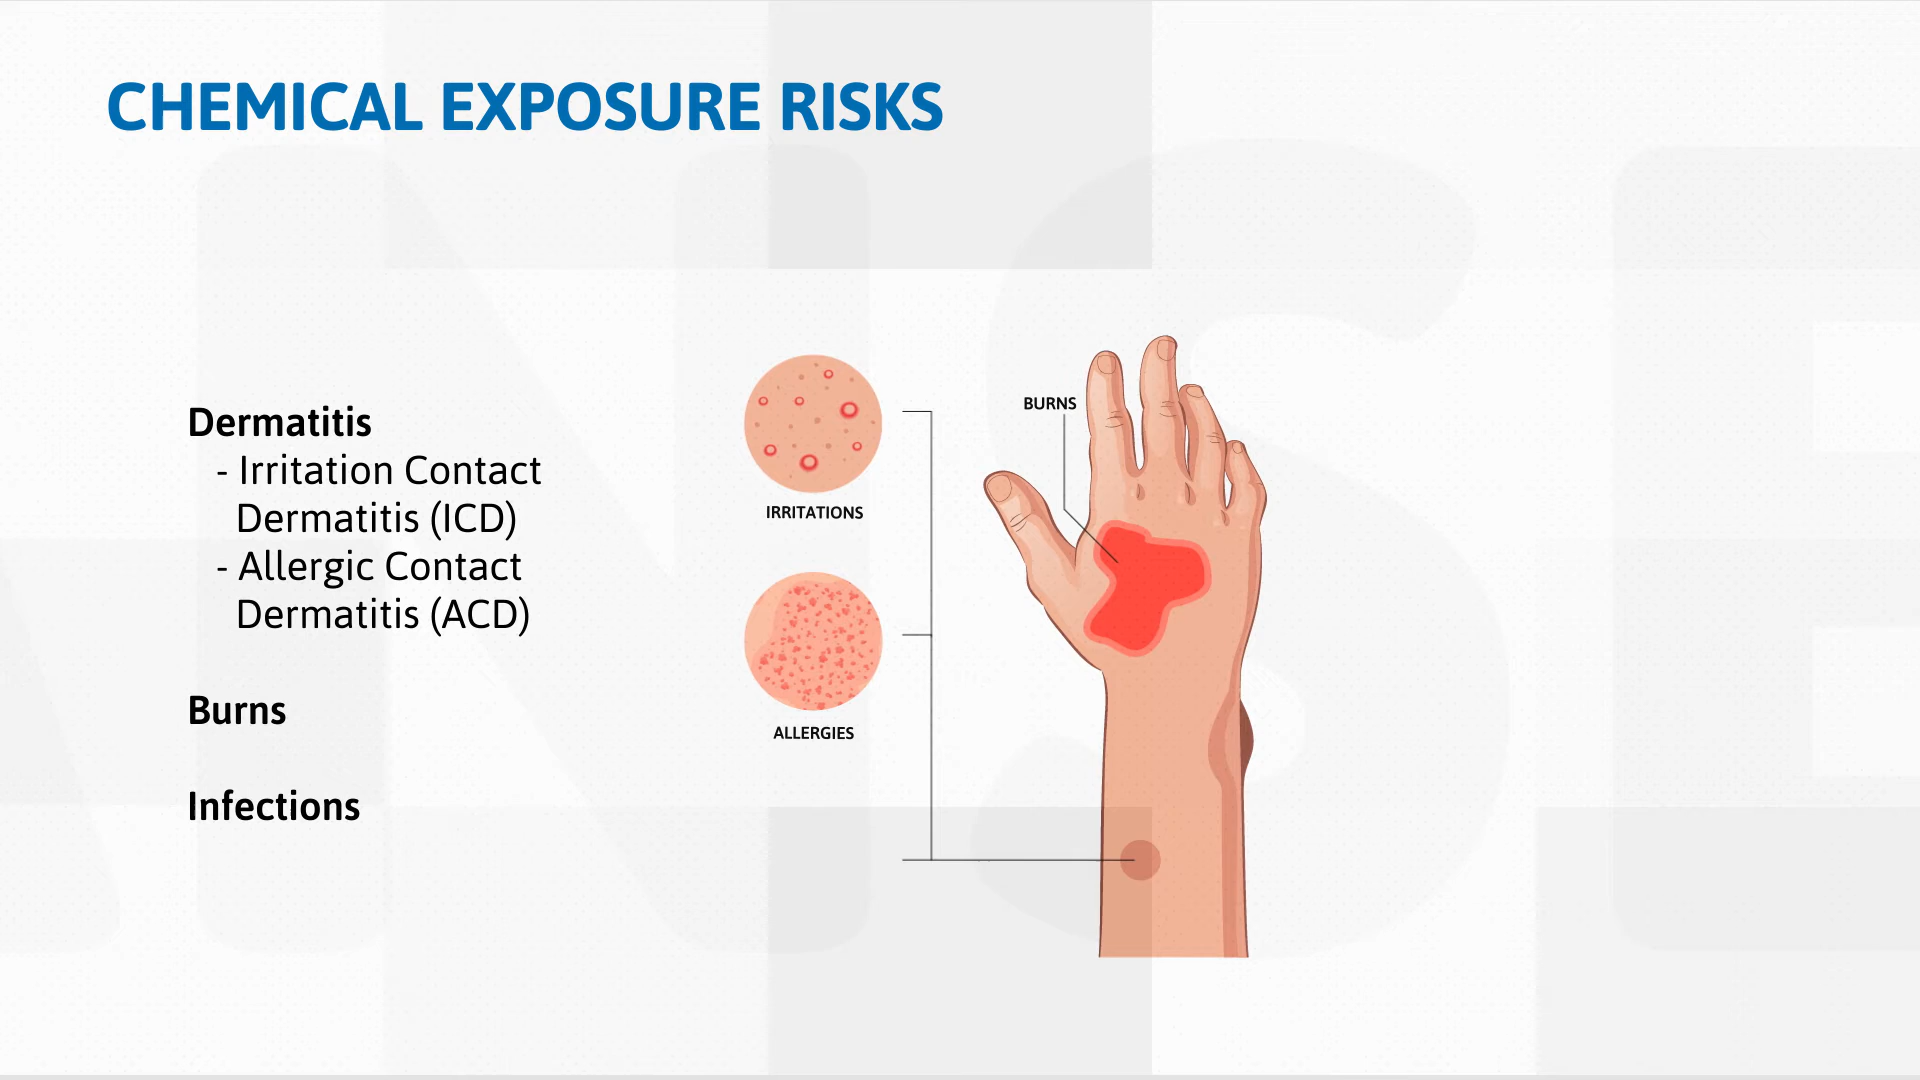 CHEMICAL EXPOSURE RISKS
Dermatitis
- Irritation Contact
Dermatitis (ICD)
- Allergic Contact
Dermatitis (ACD)
Burns
Infections
IRRITATIONS
ALLERGIES
BURNS